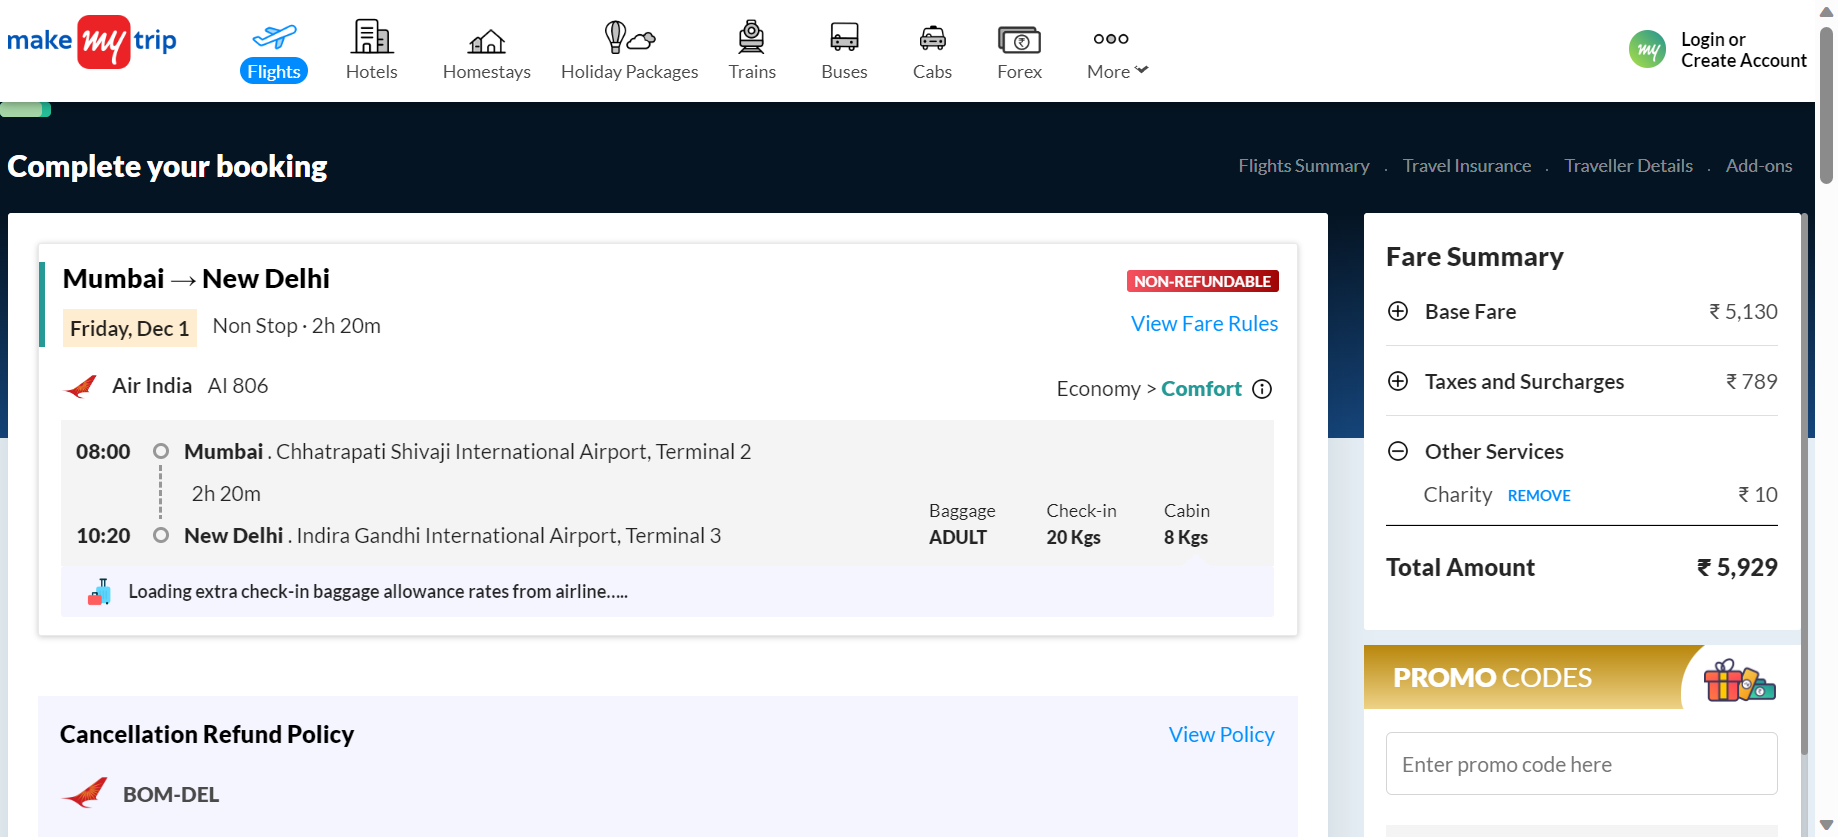 make my trip
Flights
Hotels
Homestays
Holiday Packages
Trains
Buses
Cabs
Forex
More
my
Login or
Create Account
Complete your booking
Flights Summary . Travel Insurance . Traveller Details . Add-ons
Mumbai → New Delhi
NON-REFUNDABLE
Friday, Dec 1 Non Stop · 2h 20m
View Fare Rules
Air India AI 806
Economy > Comfort
08:00 Mumbai . Chhatrapati Shivaji International Airport, Terminal 2
2h 20m
10:20 New Delhi . Indira Gandhi International Airport, Terminal 3
Baggage Check-in Cabin
ADULT 20 Kgs 8 Kgs
Loading extra check-in baggage allowance rates from airline.....
Cancellation Refund Policy
View Policy
BOM-DEL
Fare Summary
Base Fare ₹ 5,130
Taxes and Surcharges ₹ 789
Other Services
Charity REMOVE ₹ 10
Total Amount ₹ 5,929
PROMO CODES
Enter promo code here